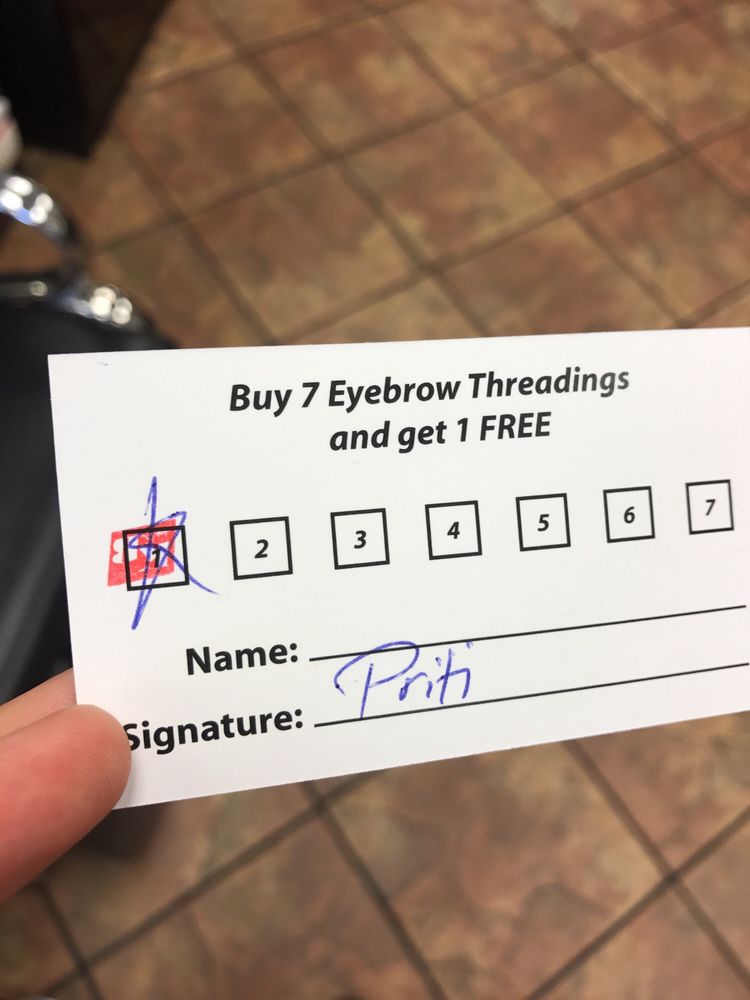 Buy 7 Eyebrow Threadings
and get 1 FREE
1 2 3 4 5 6 7
Name:
Signature: Priti